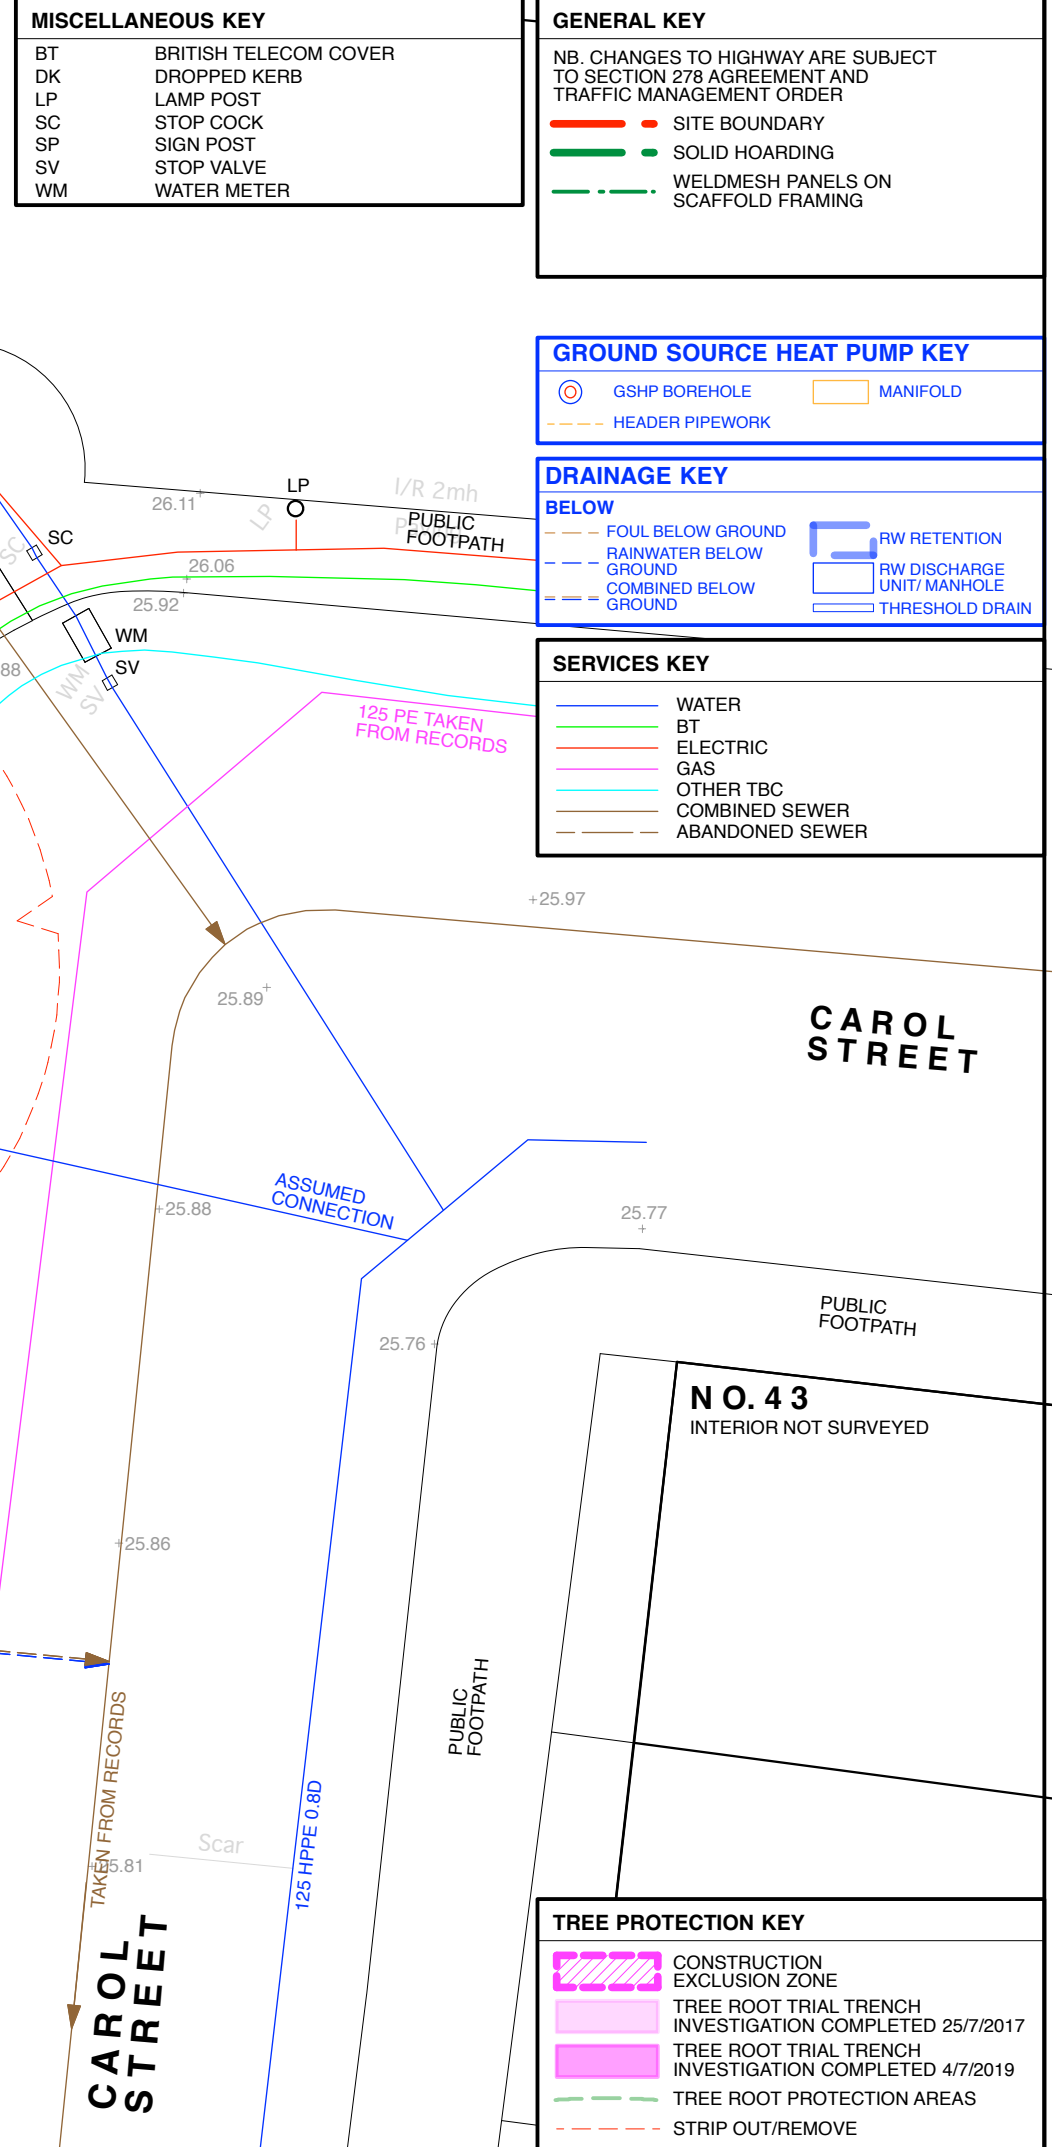 MISCELLANEOUS KEY
BT BRITISH TELECOM COVER
DK DROPPED KERB
LP LAMP POST
SC STOP COCK
SP SIGN POST
SV STOP VALVE
WM WATER METER
GENERAL KEY
NB. CHANGES TO HIGHWAY ARE SUBJECT
TO SECTION 278 AGREEMENT AND
TRAFFIC MANAGEMENT ORDER
SITE BOUNDARY
SOLID HOARDING
WELDMESH PANELS ON
SCAFFOLD FRAMING
GROUND SOURCE HEAT PUMP KEY
GSHP BOREHOLE
MANIFOLD
HEADER PIPEWORK
DRAINAGE KEY
BELOW
FOUL BELOW GROUND
RAINWATER BELOW
GROUND
COMBINED BELOW
GROUND
RW RETENTION
RW DISCHARGE
UNIT/ MANHOLE
THRESHOLD DRAIN
SERVICES KEY
WATER
BT
ELECTRIC
GAS
OTHER TBC
COMBINED SEWER
ABANDONED SEWER
LP
LP
26.11
I/R 2mh
PUBLIC
FOOTPATH
SC
SC
26.06
25.92
WM
WM
SV
SV
88
125 PE TAKEN
FROM RECORDS
25.97
25.89
CAROL
STREET
ASSUMED
CONNECTION
25.88
25.77
PUBLIC
FOOTPATH
25.76
NO. 43
INTERIOR NOT SURVEYED
25.86
PUBLIC
FOOTPATH
TAKEN FROM RECORDS
125 HPPE 0.8D
Scar
25.81
CAROL
STREET
TREE PROTECTION KEY
CONSTRUCTION
EXCLUSION ZONE
TREE ROOT TRIAL TRENCH
INVESTIGATION COMPLETED 25/7/2017
TREE ROOT TRIAL TRENCH
INVESTIGATION COMPLETED 4/7/2019
TREE ROOT PROTECTION AREAS
STRIP OUT/REMOVE